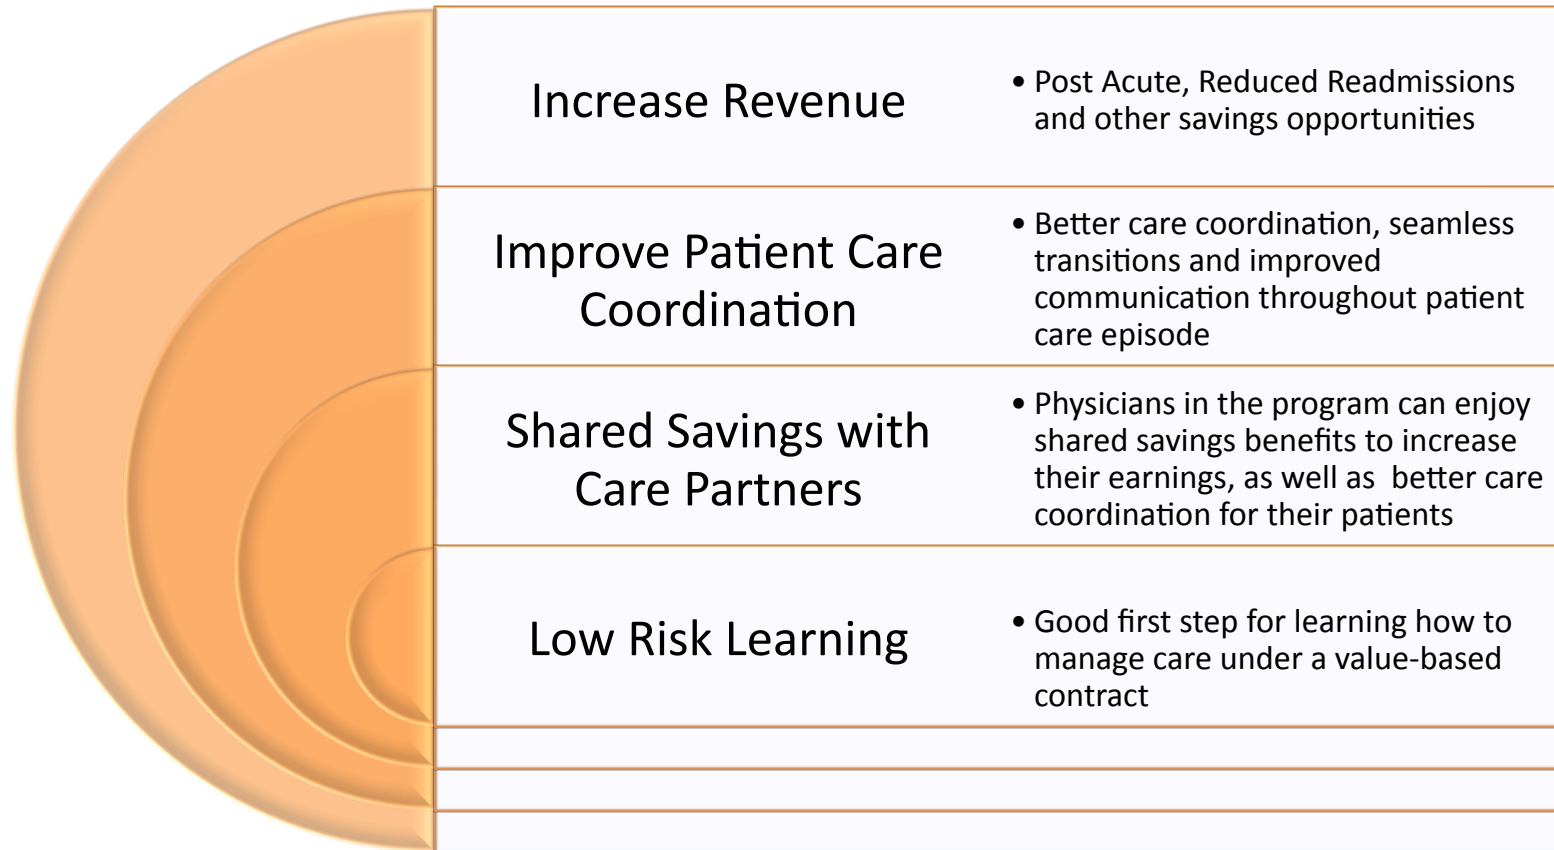 Increase Revenue
• Post Acute, Reduced Readmissions
and other savings opportunities
Improve Patient Care
Coordination
• Better care coordination, seamless
transitions and improved
communication throughout patient
care episode
Shared Savings with
Care Partners
• Physicians in the program can enjoy
shared savings benefits to increase
their earnings, as well as  better care
coordination for their patients
Low Risk Learning
• Good first step for learning how to
manage care under a value-based
contract